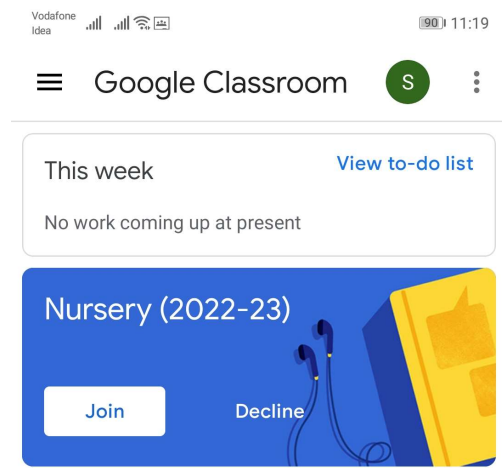 Vodafone
Idea
90 11:19
Google Classroom S
This week View to-do list
No work coming up at present
Nursery (2022-23)
Join Decline